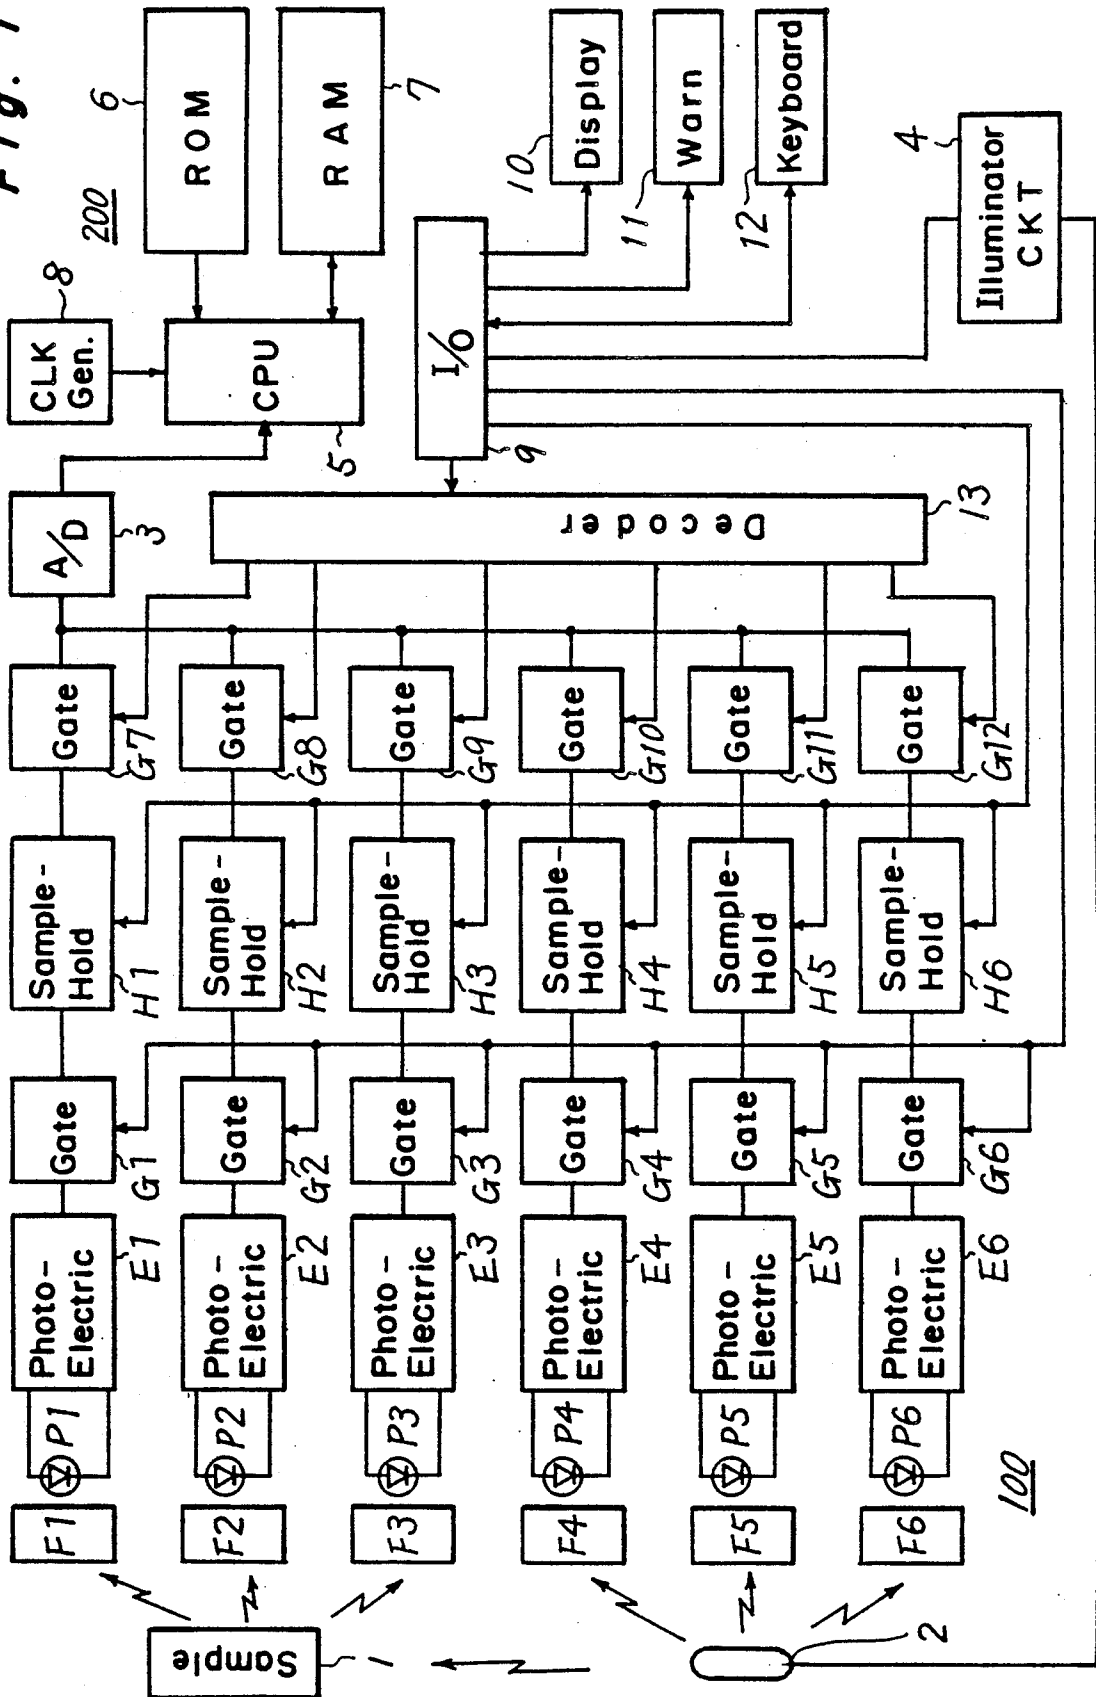 Fig. 1
200
CLK
Gen.
8
ROM
6
RAM
7
CPU
5
A/D
3
I/O
9
Decoder
13
Display
10
Warn
11
Keyboard
12
Illuminator
CKT
4
Sample
1
2
100
F1
P1
Photo-
Electric
E1
Gate
G1
Sample-
Hold
H1
Gate
G7
F2
P2
Photo-
Electric
E2
Gate
G2
Sample-
Hold
H2
Gate
G8
F3
P3
Photo-
Electric
E3
Gate
G3
Sample-
Hold
H3
Gate
G9
F4
P4
Photo-
Electric
E4
Gate
G4
Sample-
Hold
H4
Gate
G10
F5
P5
Photo-
Electric
E5
Gate
G5
Sample-
Hold
H5
Gate
G11
F6
P6
Photo-
Electric
E6
Gate
G6
Sample-
Hold
H6
Gate
G12